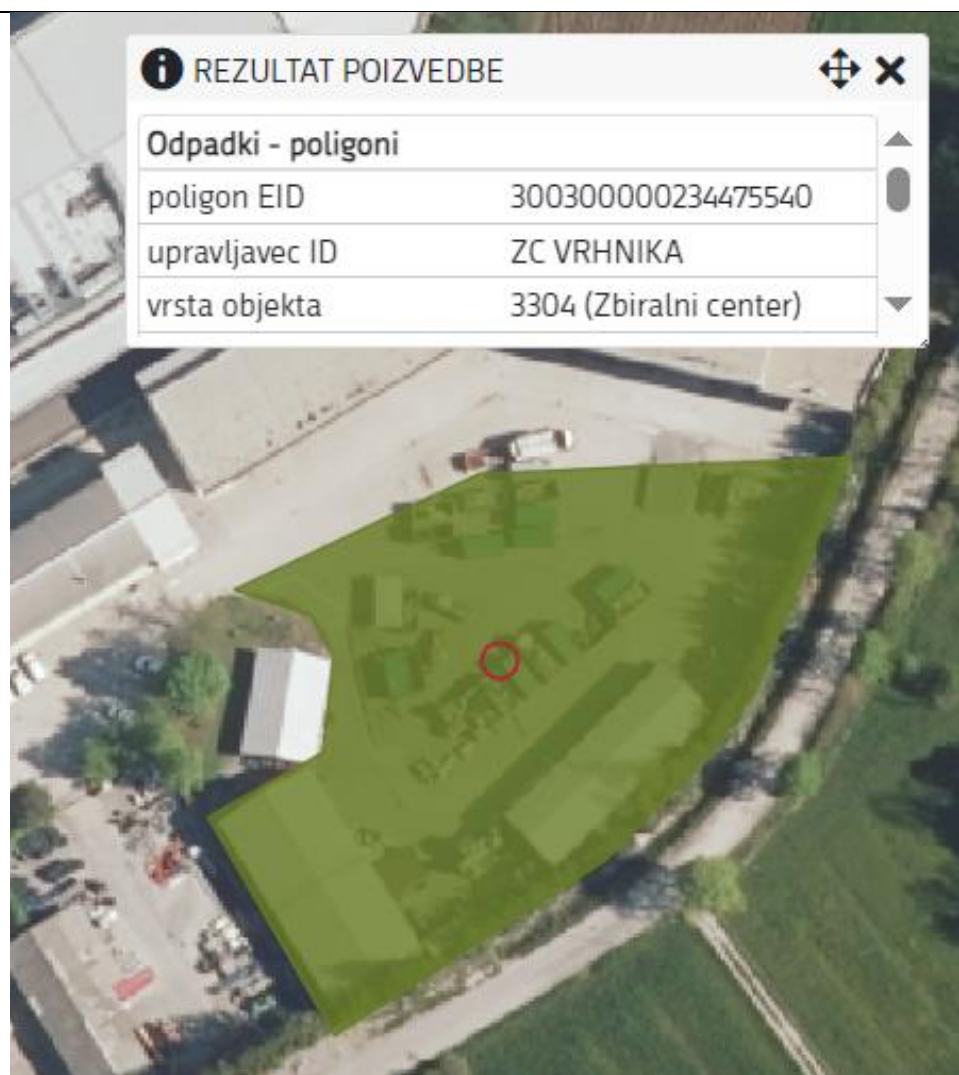 REZULTAT POIZVEDBE
Odpadki - poligoni
poligon EID 300300000234475540
upravljavec ID ZC VRHNIKA
vrsta objekta 3304 (Zbiralni center)